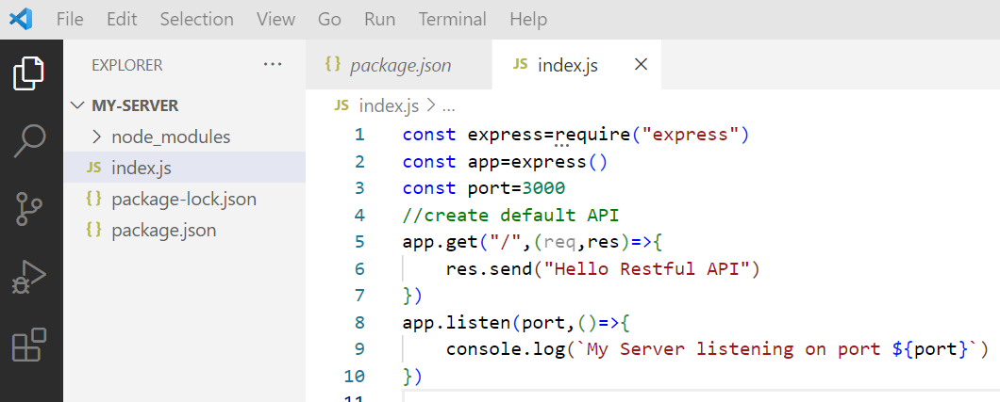 File Edit Selection View Go Run Terminal Help
EXPLORER ...
MY-SERVER
node_modules
JS index.js
{} package-lock.json
{} package.json
{} package.json JS index.js
JS index.js > ...
1 const express=require("express")
2 const app=express()
3 const port=3000
4 //create default API
5 app.get("/",(req,res)=>{
6 res.send("Hello Restful API")
7 })
8 app.listen(port,()=>{
9 console.log(`My Server listening on port ${port}`)
10 })
11